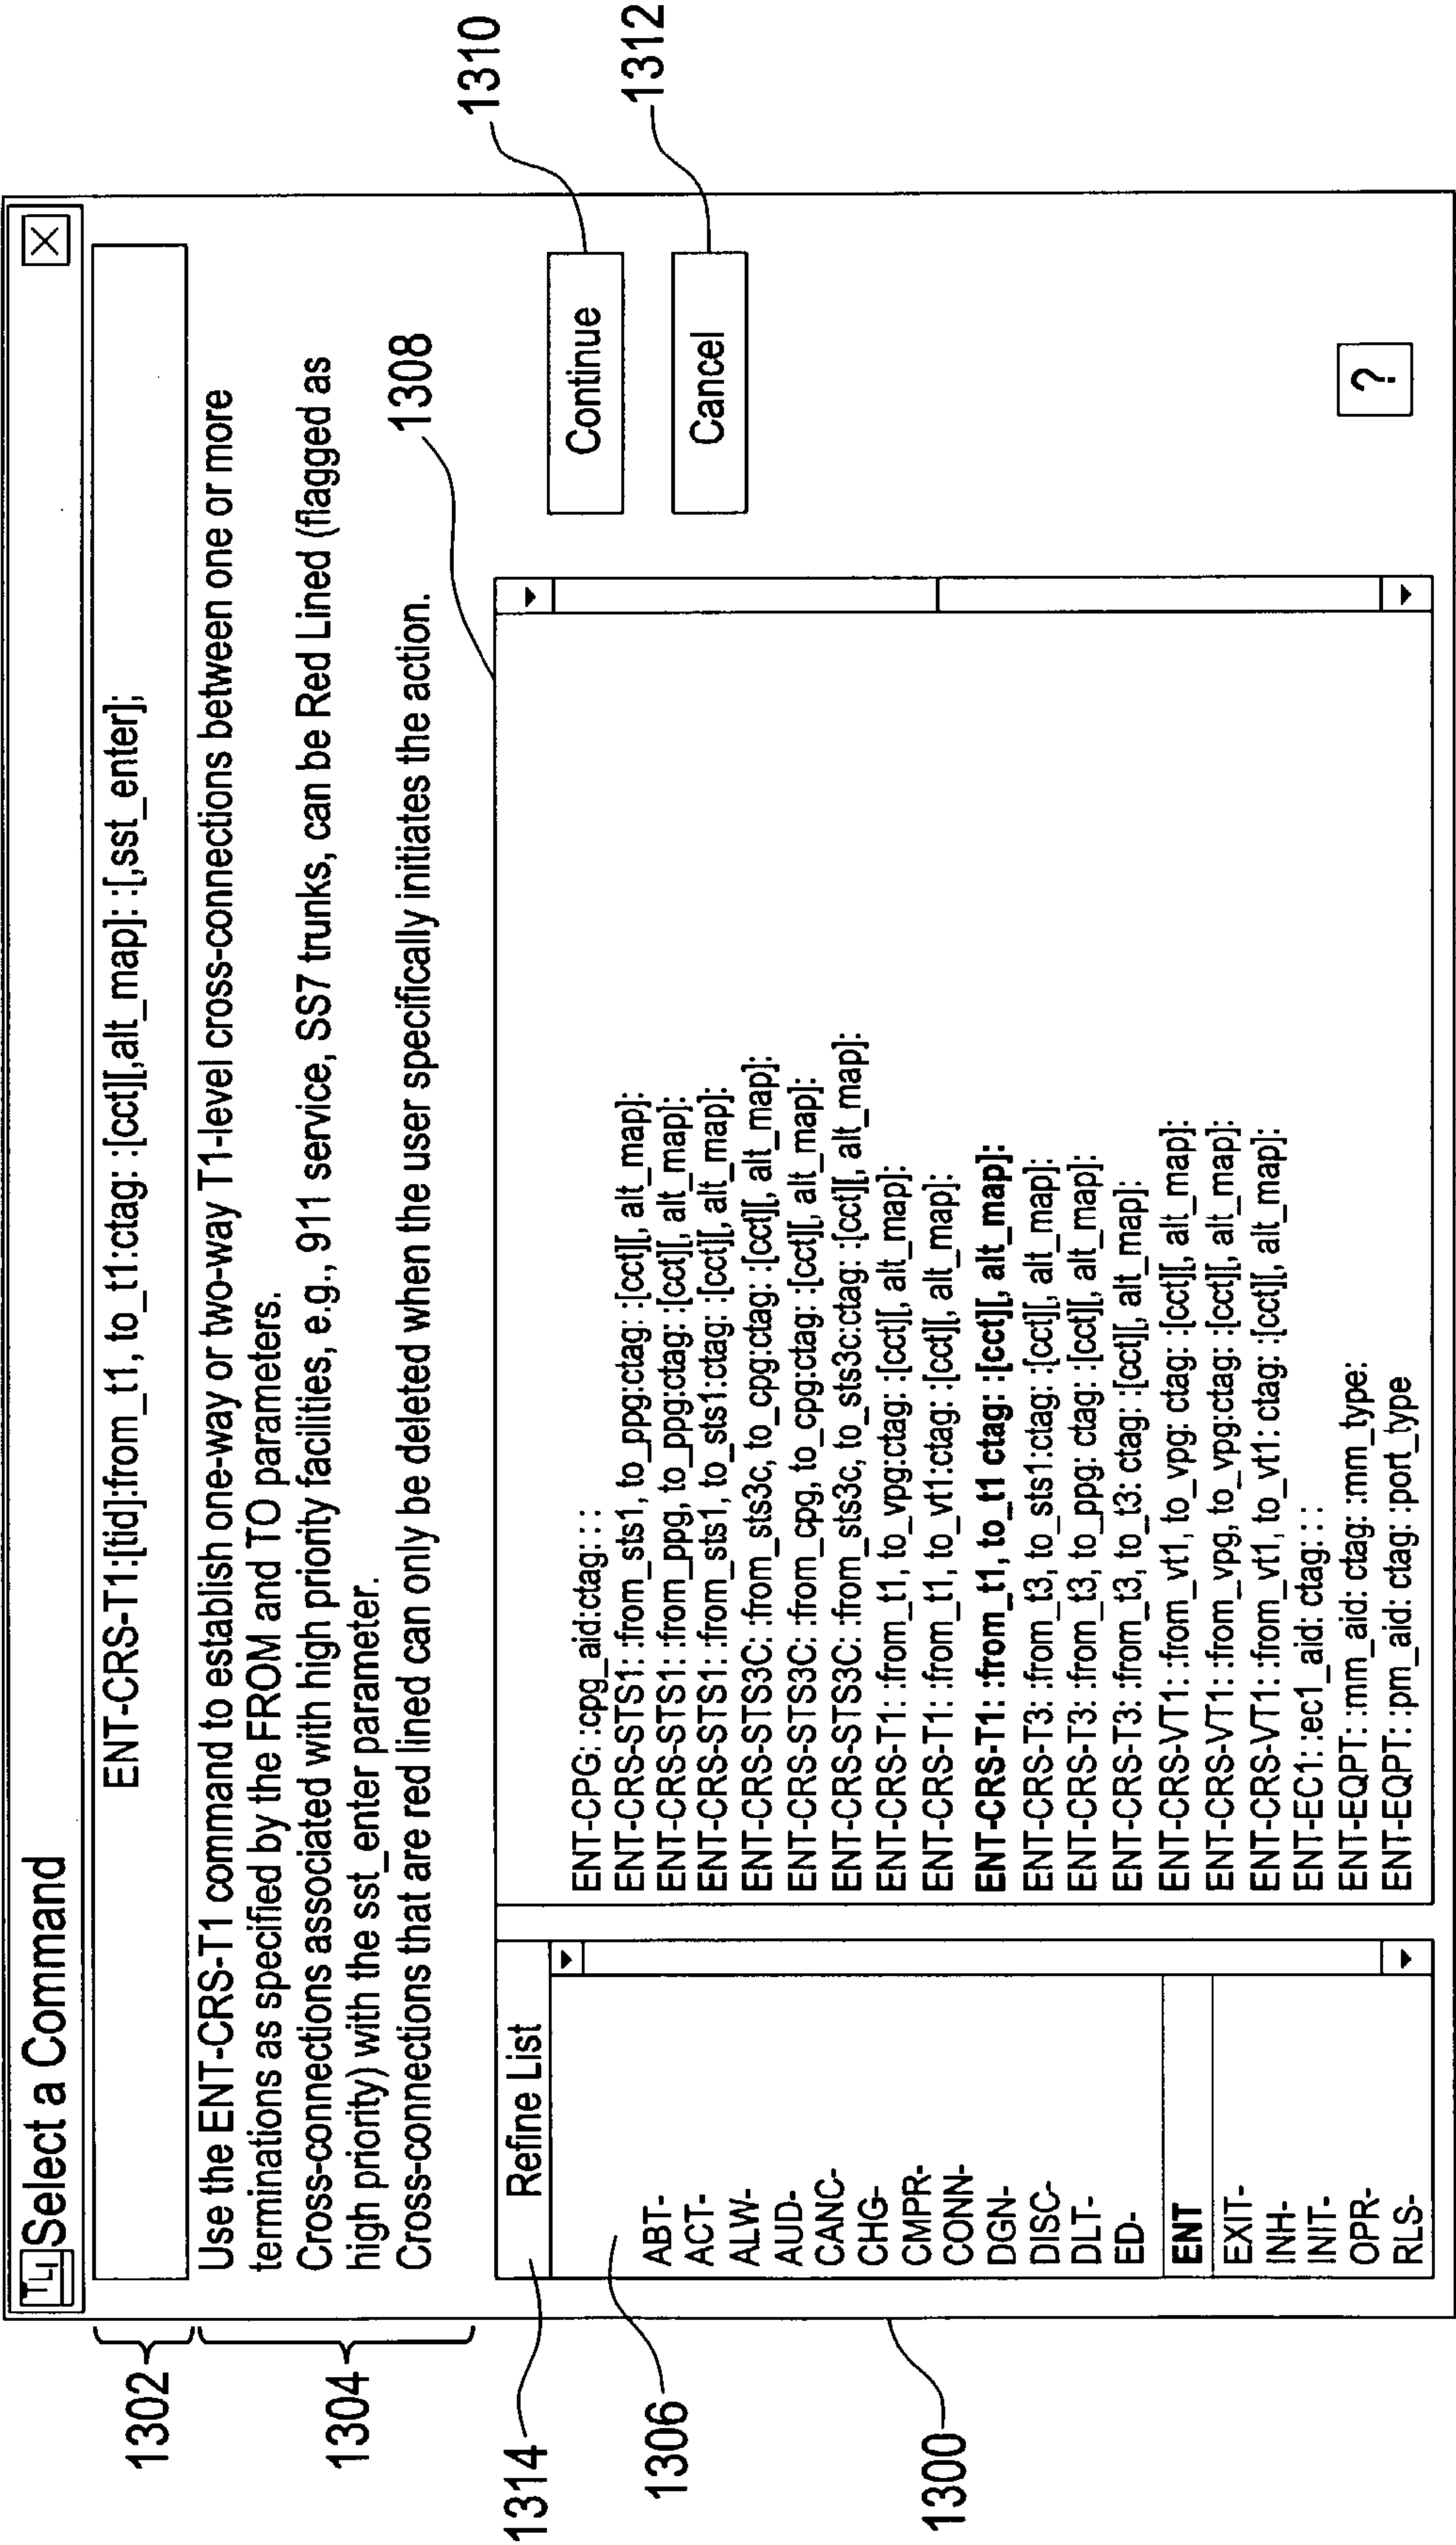 TL1 Select a Command
ENT-CRS-T1:[tid]:from_t1, to_t1:ctag: :[cct][,alt_map]: :[,sst_enter];
Use the ENT-CRS-T1 command to establish one-way or two-way T1-level cross-connections between one or more
terminations as specified by the FROM and TO parameters.
Cross-connections associated with high priority facilities, e.g., 911 service, SS7 trunks, can be Red Lined (flagged as
high priority) with the sst_enter parameter.
Cross-connections that are red lined can only be deleted when the user specifically initiates the action.
1302
1304
1314
1306
1300
1308
1310
1312
Refine List
ABT-
ACT-
ALW-
AUD-
CANC-
CHG-
CMPR-
CONN-
DGN-
DISC-
DLT-
ED-
ENT
EXIT-
INH-
INIT-
OPR-
RLS-
ENT-CPG: :cpg_aid:ctag: : :
ENT-CRS-STS1: :from_sts1, to_ppg:ctag: :[cct][, alt_map]:
ENT-CRS-STS1: :from_ppg, to_ppg:ctag: :[cct][, alt_map]:
ENT-CRS-STS1: :from_sts1, to_sts1:ctag: :[cct][, alt_map]:
ENT-CRS-STS3C: :from_sts3c, to_cpg:ctag: :[cct][, alt_map]:
ENT-CRS-STS3C: :from_cpg, to_cpg:ctag: :[cct][, alt_map]:
ENT-CRS-STS3C: :from_sts3c, to_sts3c:ctag: :[cct][, alt_map]:
ENT-CRS-T1: :from_t1, to_vpg:ctag: :[cct][, alt_map]:
ENT-CRS-T1: :from_t1, to_vt1:ctag: :[cct][, alt_map]:
ENT-CRS-T1: :from_t1, to_t1 ctag: :[cct][, alt_map]:
ENT-CRS-T3: :from_t3, to_sts1:ctag: :[cct][, alt_map]:
ENT-CRS-T3: :from_t3, to_ppg: ctag: :[cct][, alt_map]:
ENT-CRS-T3: :from_t3, to_t3: ctag: :[cct][, alt_map]:
ENT-CRS-VT1: :from_vt1, to_vpg: ctag: :[cct][, alt_map]:
ENT-CRS-VT1: :from_vpg, to_vpg:ctag: :[cct][, alt_map]:
ENT-CRS-VT1: :from_vt1, to_vt1: ctag: :[cct][, alt_map]:
ENT-EC1: :ec1_aid: ctag: : :
ENT-EQPT: :mm_aid: ctag: :mm_type:
ENT-EQPT: :pm_aid: ctag: :port_type
Continue
Cancel
?